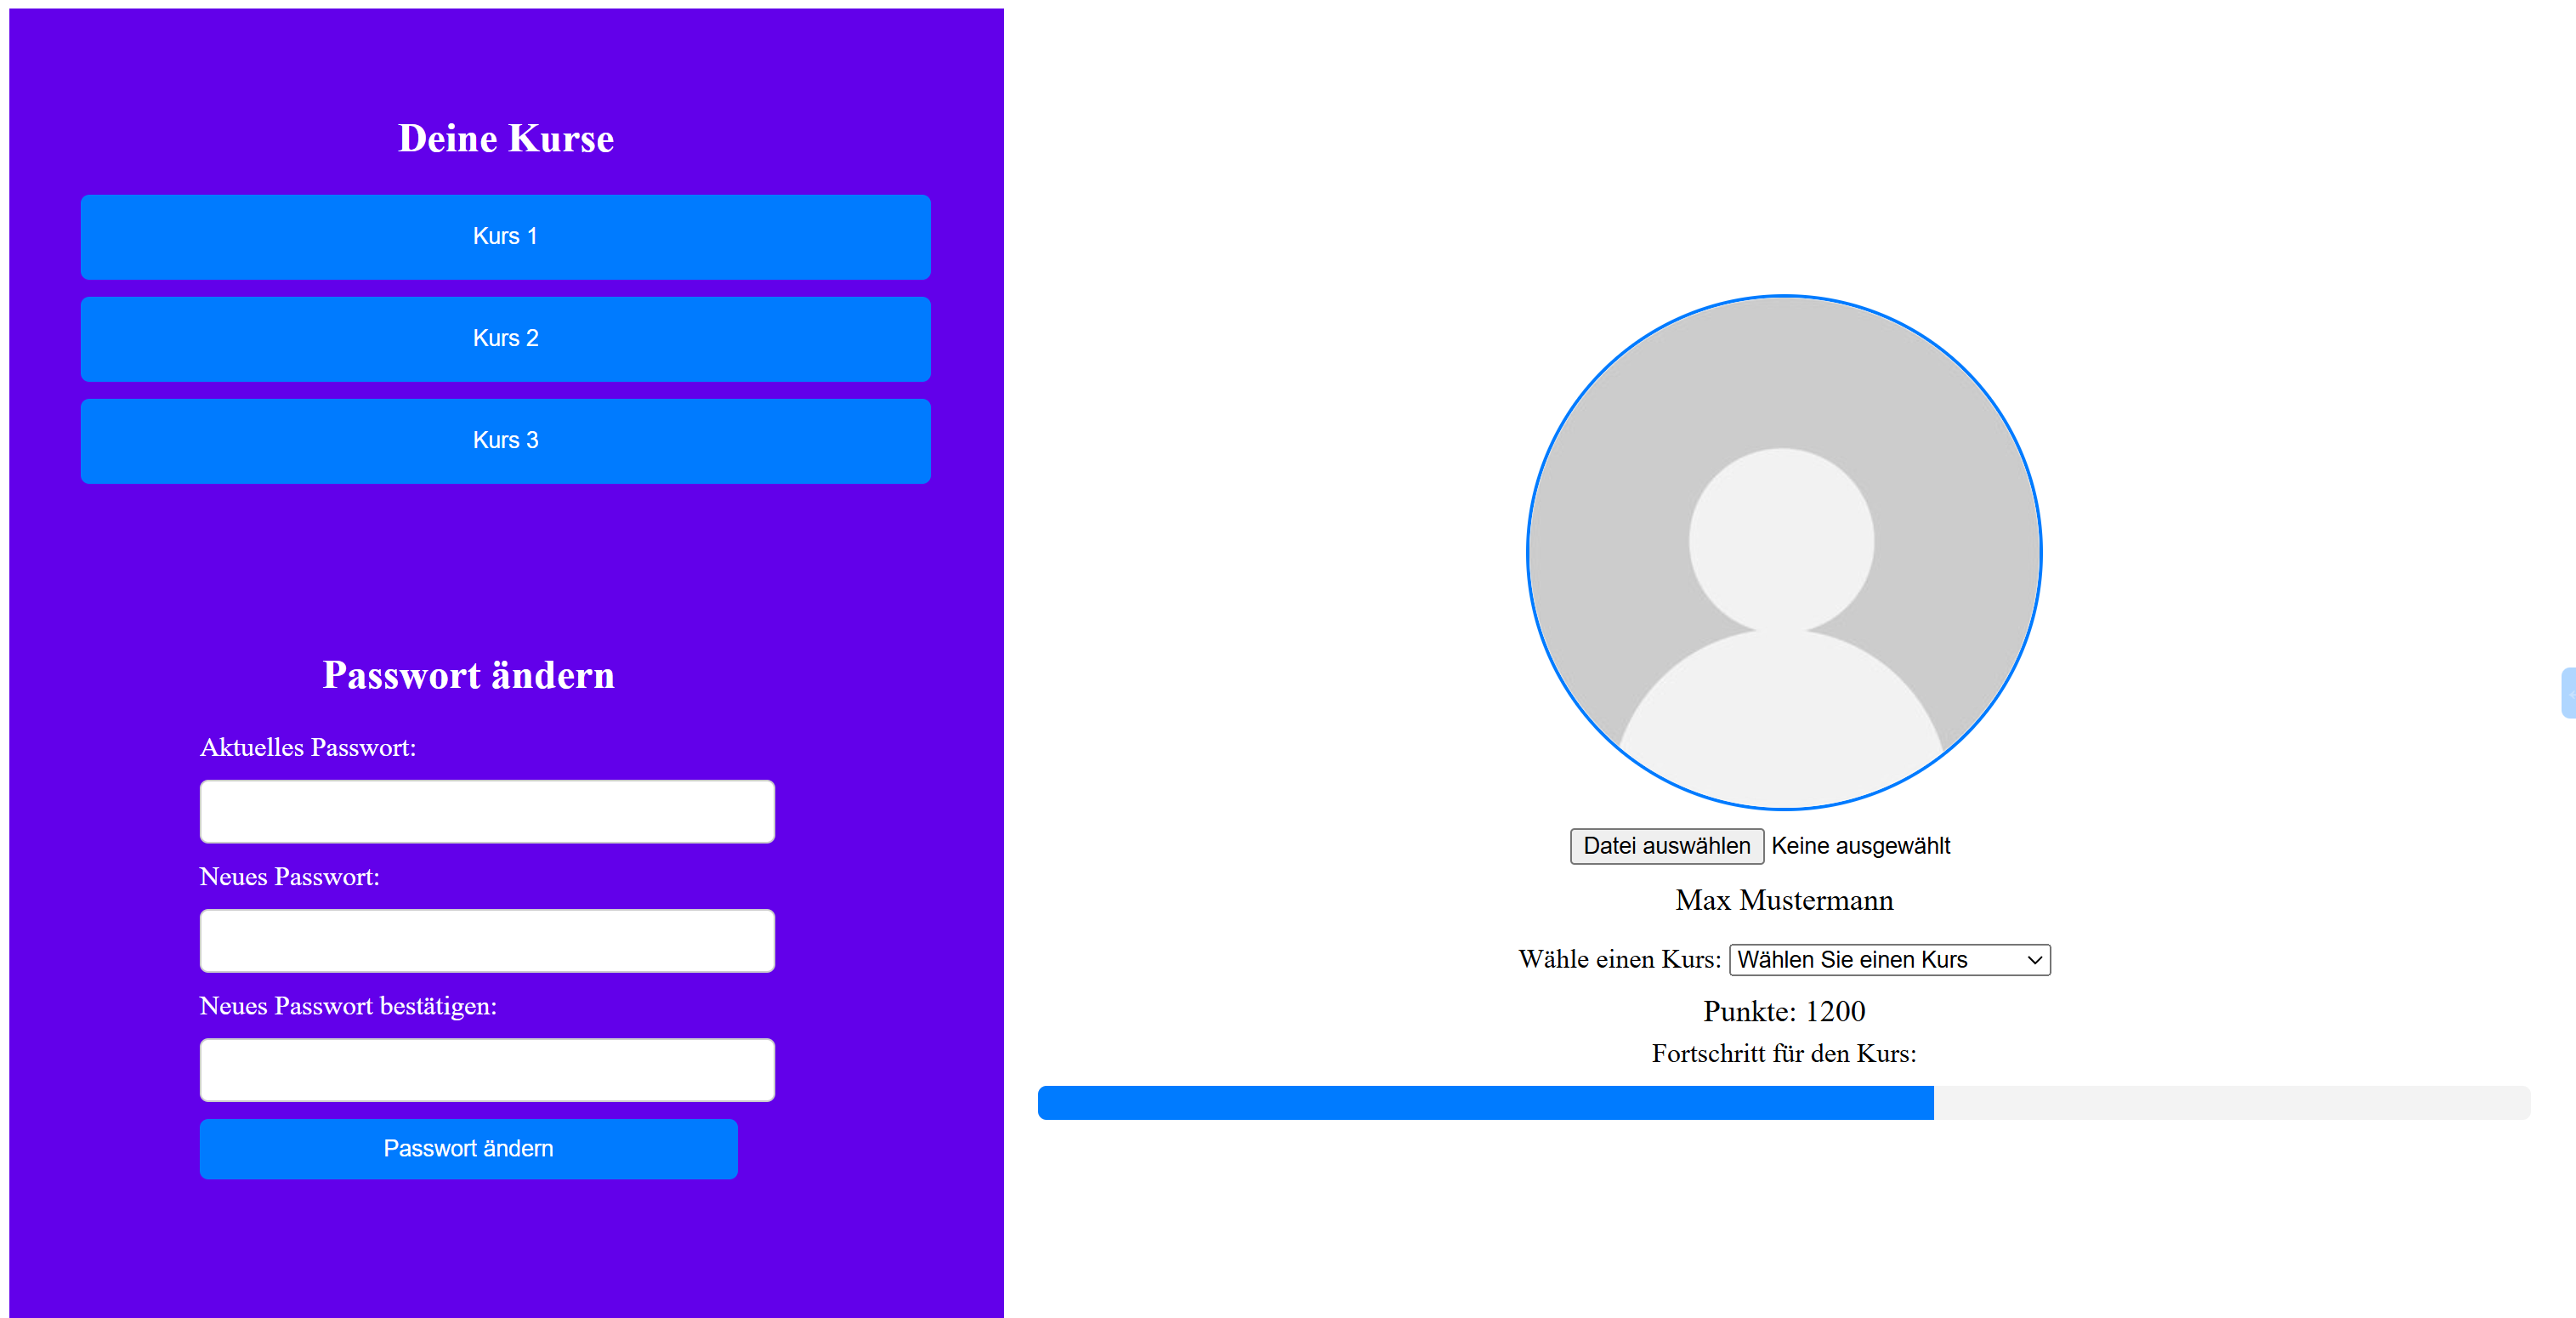 Deine Kurse
Kurs 1
Kurs 2
Kurs 3
Passwort ändern
Aktuelles Passwort:
Neues Passwort:
Neues Passwort bestätigen:
Passwort ändern
Datei auswählen Keine ausgewählt
Max Mustermann
Wähle einen Kurs: Wählen Sie einen Kurs
Punkte: 1200
Fortschritt für den Kurs: